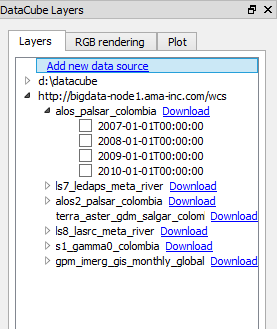 DataCube Layers
Layers RGB rendering Plot
Add new data source
d:\datacube
http://bigdata-node1.ama-inc.com/wcs
alos_palsar_colombia Download
2007-01-01T00:00:00
2008-01-01T00:00:00
2009-01-01T00:00:00
2010-01-01T00:00:00
ls7_ledaps_meta_river Download
alos2_palsar_colombia Download
terra_aster_gdm_salgar_colom Download
ls8_lasrc_meta_river Download
s1_gamma0_colombia Download
gpm_imerg_gis_monthly_global Download